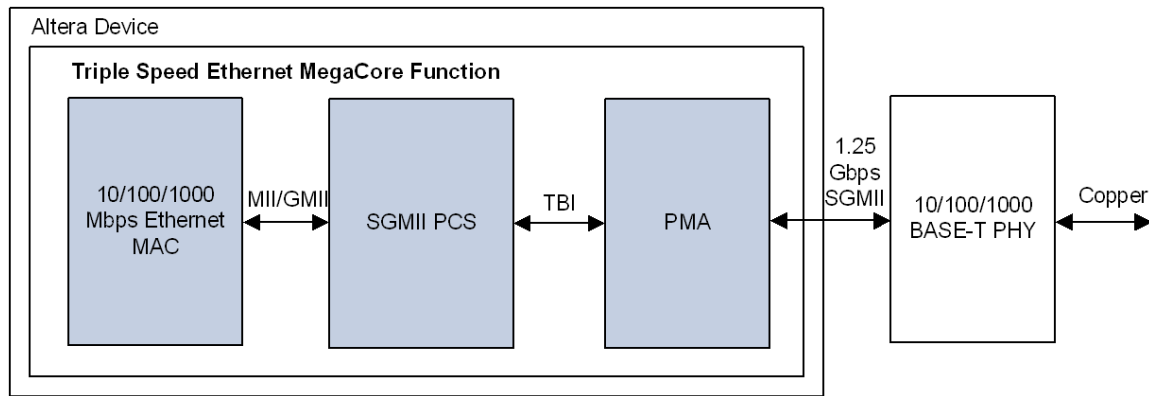 Altera Device
Triple Speed Ethernet MegaCore Function
10/100/1000
Mbps Ethernet
MAC
MII/GMII
SGMII PCS
TBI
PMA
1.25
Gbps
SGMII
10/100/1000
BASE-T PHY
Copper